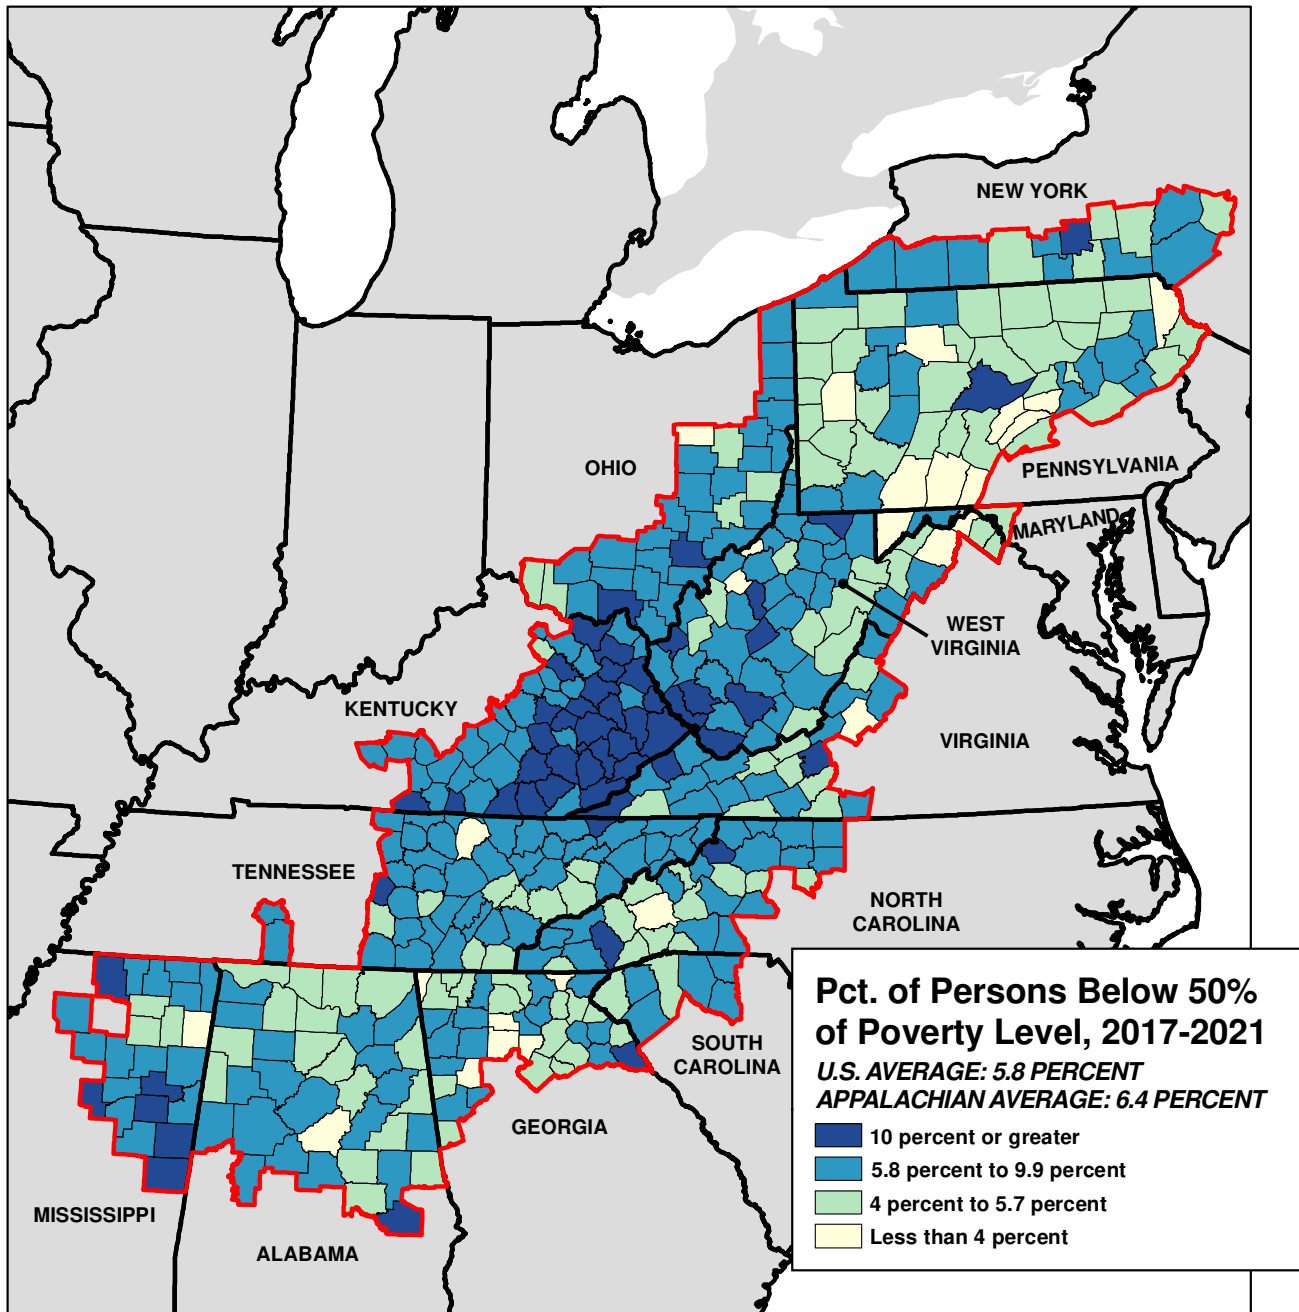 NEW YORK
OHIO
PENNSYLVANIA
MARYLAND
WEST
VIRGINIA
KENTUCKY
VIRGINIA
TENNESSEE
NORTH
CAROLINA
SOUTH
CAROLINA
GEORGIA
MISSISSIPPI
ALABAMA
Pct. of Persons Below 50%
of Poverty Level, 2017-2021
U.S. AVERAGE: 5.8 PERCENT
APPALACHIAN AVERAGE: 6.4 PERCENT
10 percent or greater
5.8 percent to 9.9 percent
4 percent to 5.7 percent
Less than 4 percent